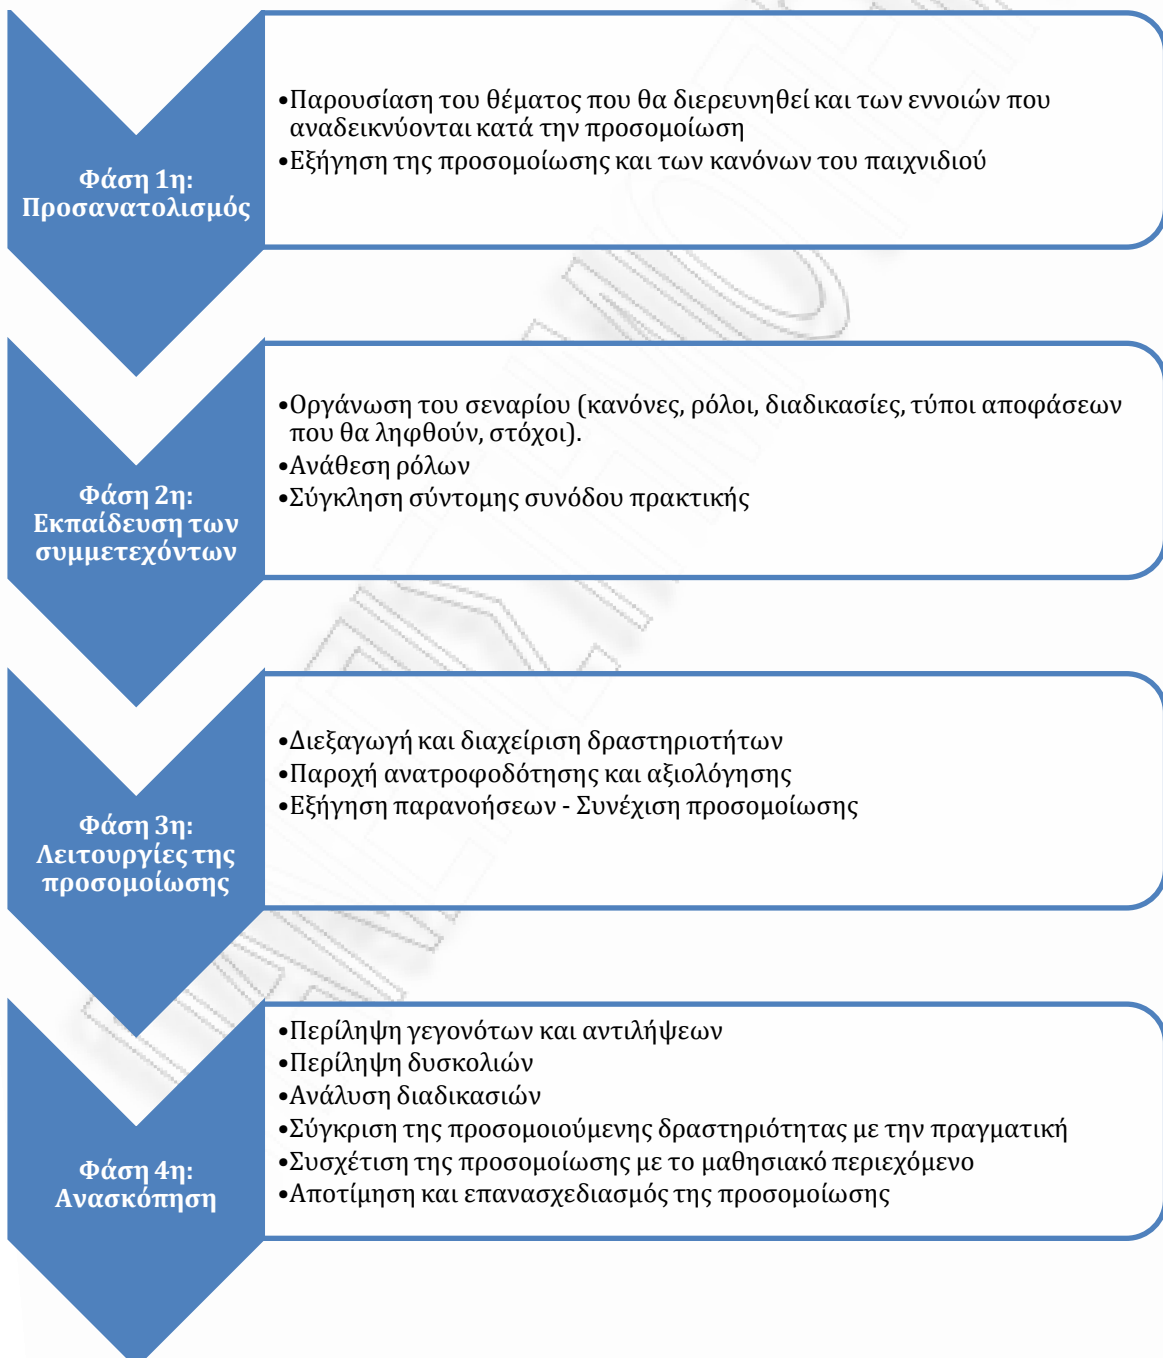 Φάση 1η:
Προσανατολισμός
•Παρουσίαση του θέματος που θα διερευνηθεί και των εννοιών που
αναδεικνύονται κατά την προσομοίωση
•Εξήγηση της προσομοίωσης και των κανόνων του παιχνιδιού
Φάση 2η:
Εκπαίδευση των
συμμετεχόντων
•Οργάνωση του σεναρίου (κανόνες, ρόλοι, διαδικασίες, τύποι αποφάσεων
που θα ληφθούν, στόχοι).
•Ανάθεση ρόλων
•Σύγκληση σύντομης συνόδου πρακτικής
Φάση 3η:
Λειτουργίες της
προσομοίωσης
•Διεξαγωγή και διαχείριση δραστηριοτήτων
•Παροχή ανατροφοδότησης και αξιολόγησης
•Εξήγηση παρανοήσεων - Συνέχιση προσομοίωσης
Φάση 4η:
Ανασκόπηση
•Περίληψη γεγονότων και αντιλήψεων
•Περίληψη δυσκολιών
•Ανάλυση διαδικασιών
•Σύγκριση της προσομοιούμενης δραστηριότητας με την πραγματική
•Συσχέτιση της προσομοίωσης με το μαθησιακό περιεχόμενο
•Αποτίμηση και επανασχεδιασμός της προσομοίωσης